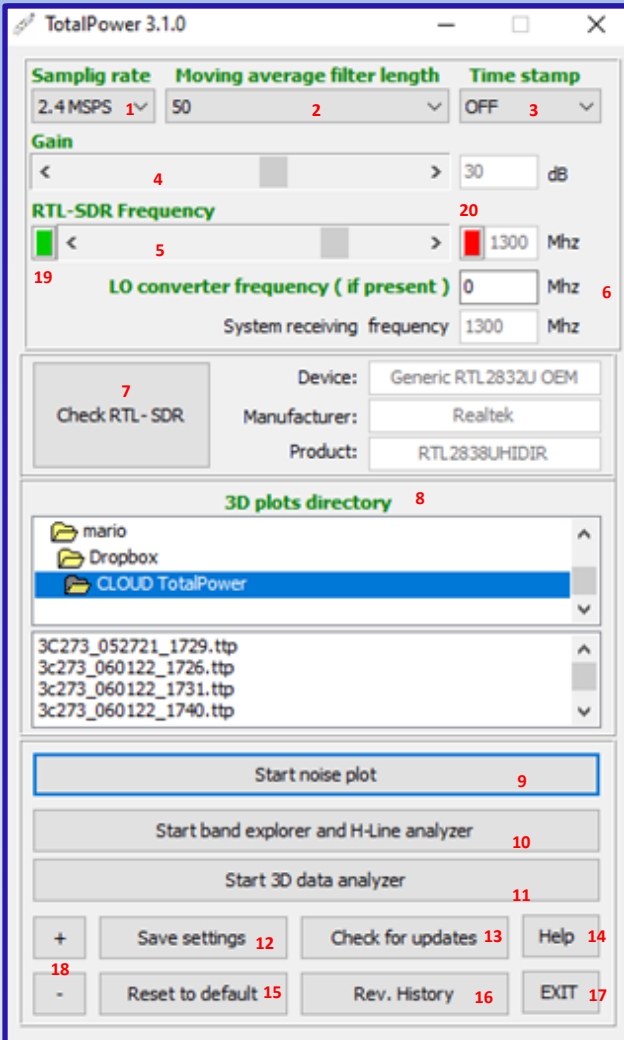 TotalPower 3.1.0
Samplig rate Moving average filter length Time stamp
2.4 MSPS 1 50 2 OFF 3
Gain
< 4 > 30 dB
RTL-SDR Frequency 20
< 5 > 1300 Mhz
19 LO converter frequency ( if present ) 0 Mhz 6
System receiving frequency 1300 Mhz
7 Device: Generic RTL2832U OEM
Check RTL- SDR Manufacturer: Realtek
Product: RTL2838UHIDIR
3D plots directory 8
mario
Dropbox
CLOUD TotalPower
3C273_052721_1729.ttp
3c273_060122_1726.ttp
3c273_060122_1731.ttp
3c273_060122_1740.ttp
Start noise plot 9
Start band explorer and H-Line analyzer 10
Start 3D data analyzer 11
+ Save settings 12 Check for updates 13 Help 14
18
- Reset to default 15 Rev. History 16 EXIT 17